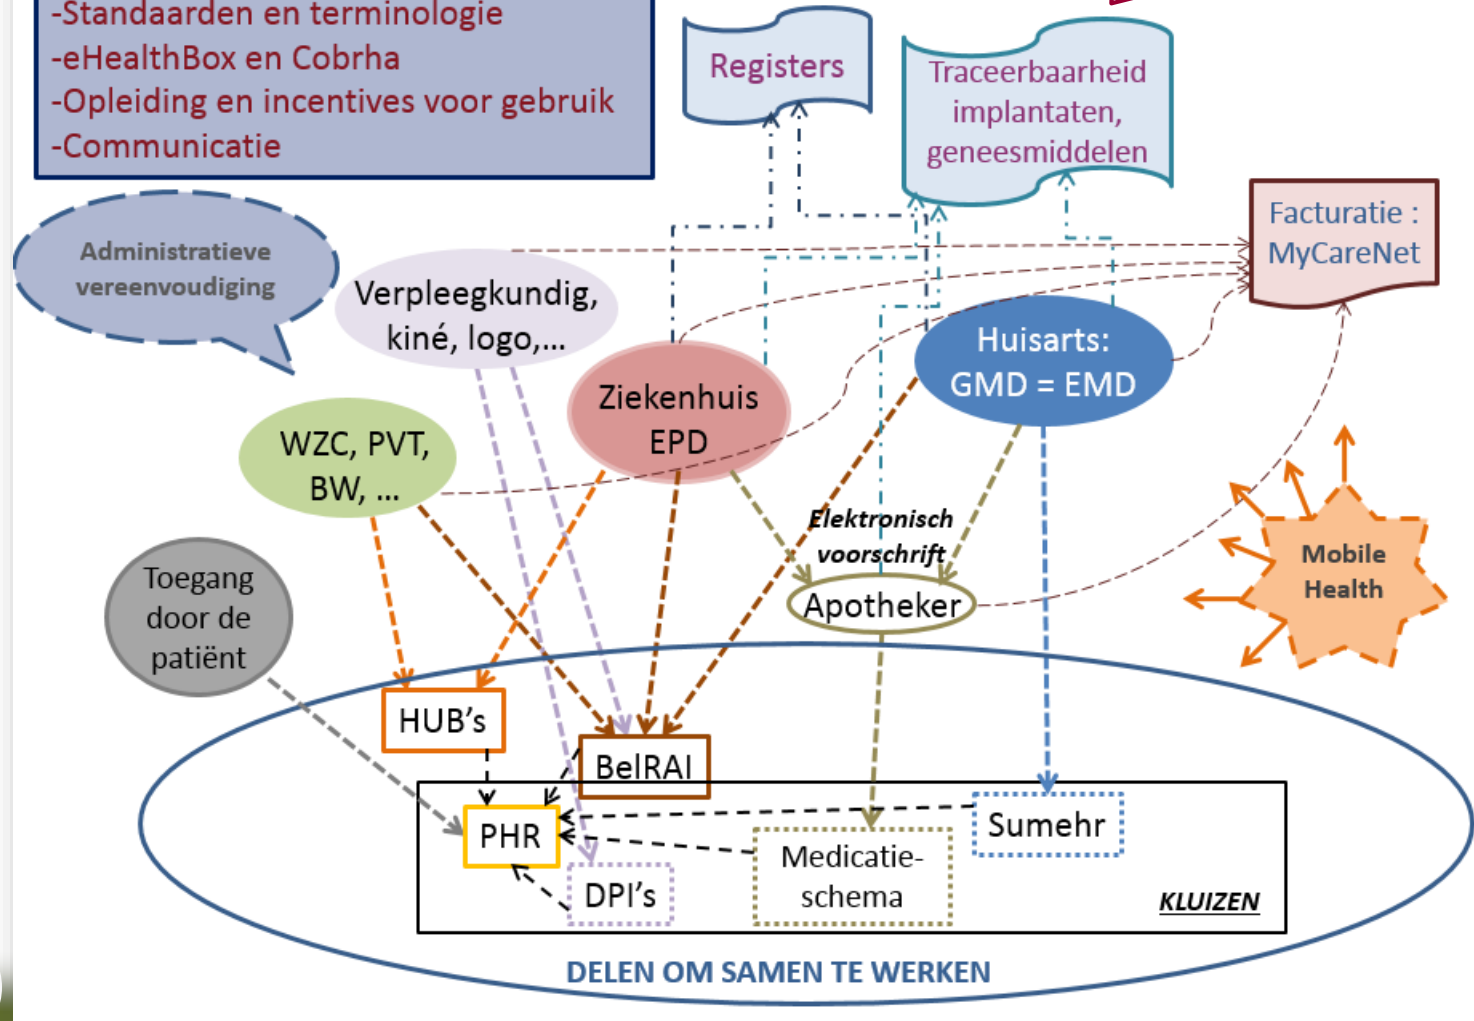 -Standaarden en terminologie
-eHealthBox en Cobrha
-Opleiding en incentives voor gebruik
-Communicatie
Registers
Traceerbaarheid
implantaten,
geneesmiddelen
Facturatie :
MyCareNet
Administratieve
vereenvoudiging
Verpleegkundig,
kiné, logo,...
Huisarts:
GMD = EMD
Ziekenhuis
EPD
WZC, PVT,
BW, ...
Elektronisch
voorschrift
Mobile
Health
Toegang
door de
patiënt
Apotheker
HUB's
BelRAI
PHR
Sumehr
Medicatie-
schema
DPI's
KLUIZEN
DELEN OM SAMEN TE WERKEN